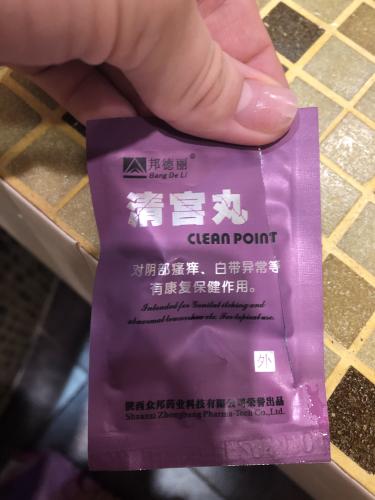 邦德丽®
Bang De Li
清宫丸
CLEAN POINT
对阴部瘙痒、白带异常等
有康复保健作用。
Intended for Genital itching and
abnormal leucorrhea etc. For topical use.
外
陕西众邦药业科技有限公司荣誉出品
Shaanxi Zhongbang Pharma-Tech Co.,Ltd.